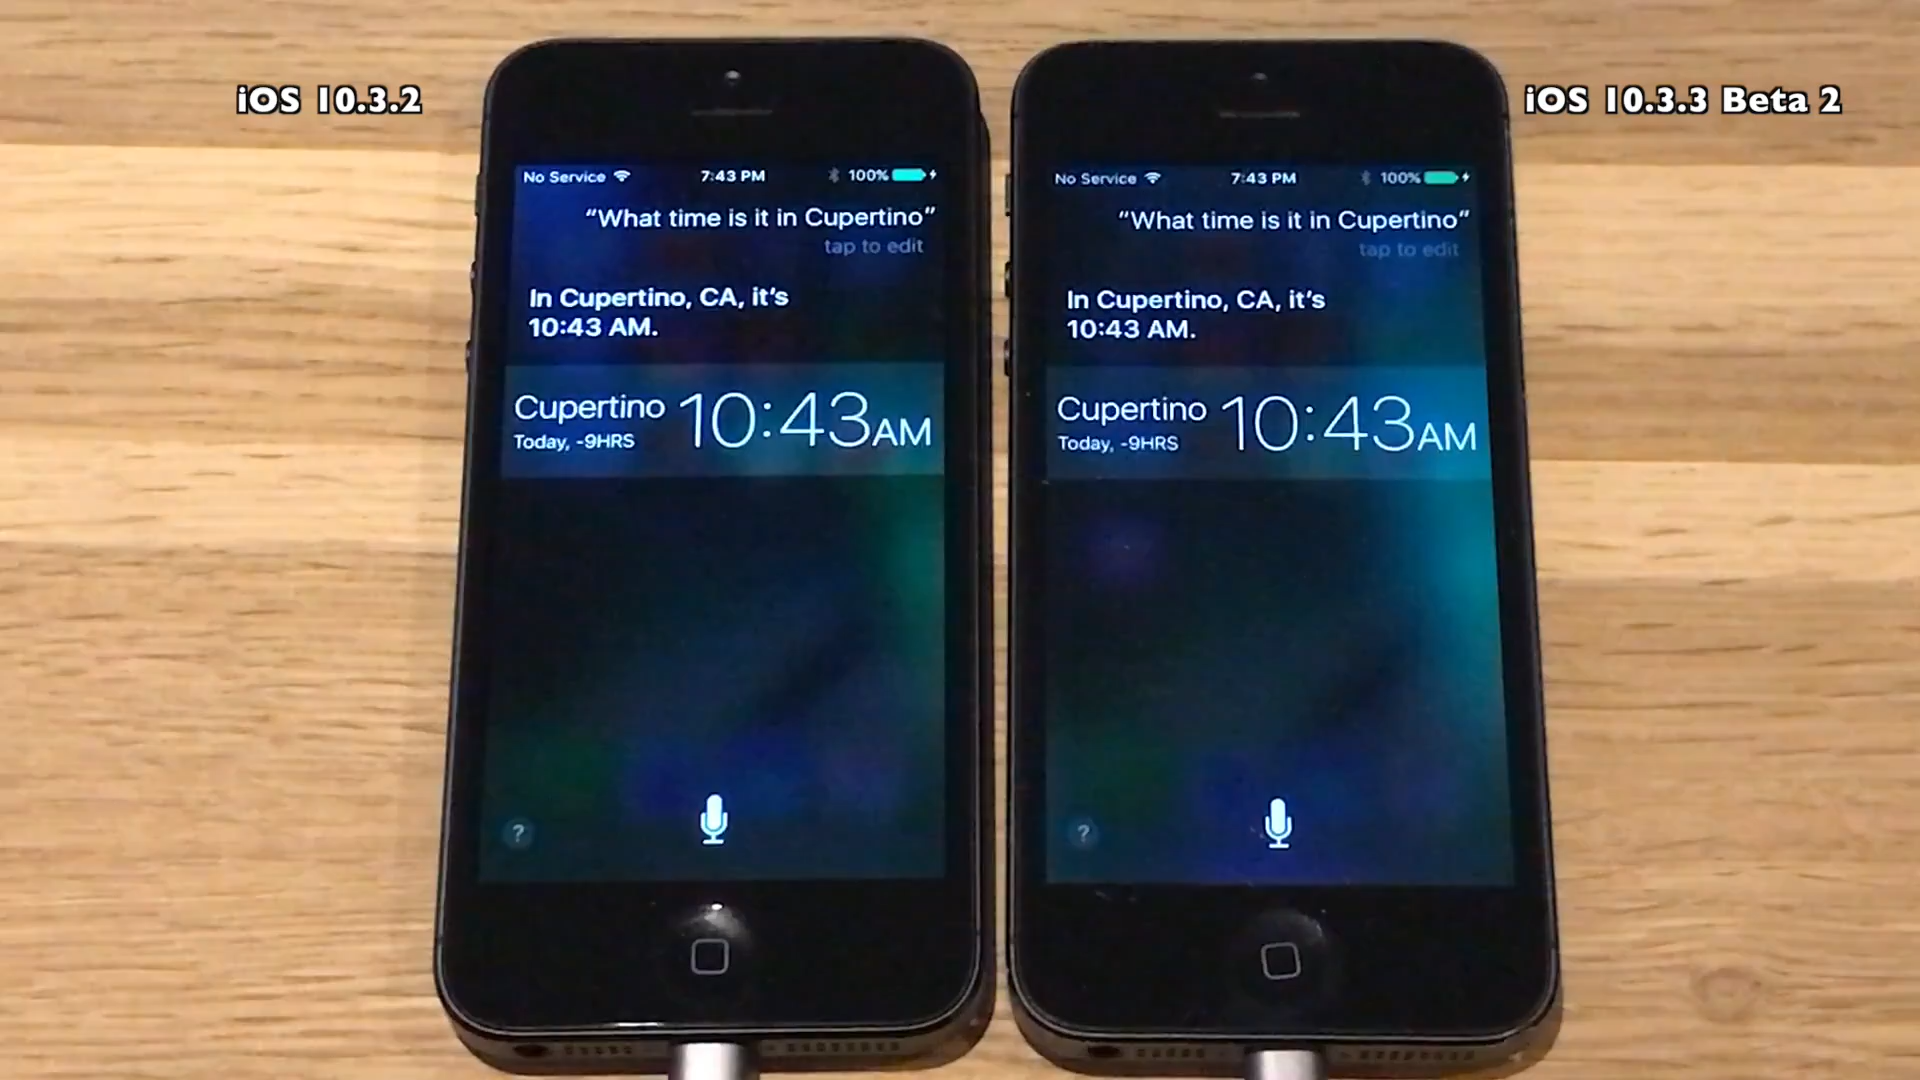 iOS 10.3.2
No Service 7:43 PM 100%
“What time is it in Cupertino”
tap to edit
In Cupertino, CA, it’s
10:43 AM.
Cupertino 10:43AM
Today, -9HRS
?
iOS 10.3.3 Beta 2
No Service 7:43 PM 100%
“What time is it in Cupertino”
tap to edit
In Cupertino, CA, it’s
10:43 AM.
Cupertino 10:43AM
Today, -9HRS
?